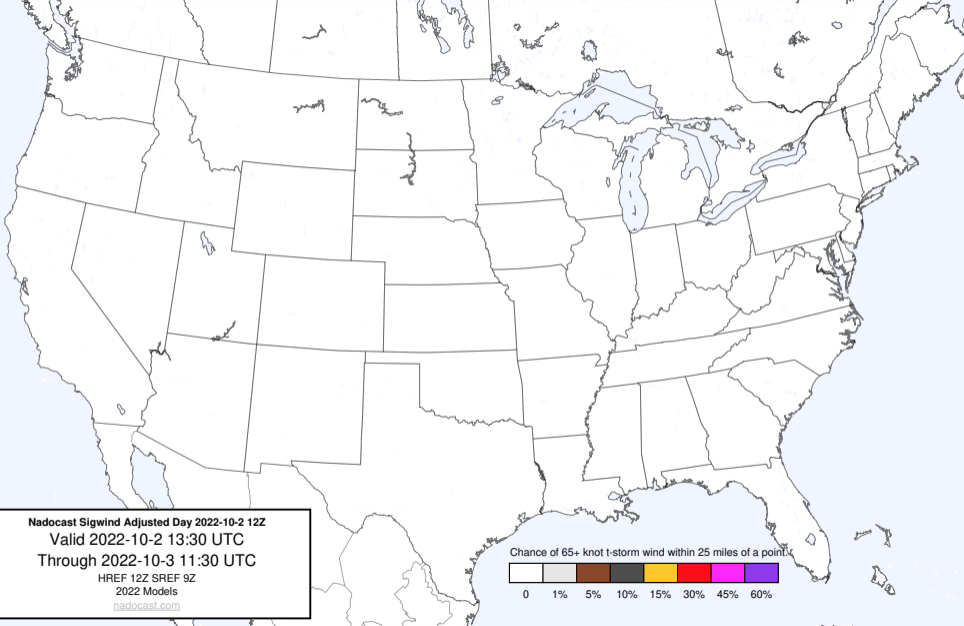 Nadocast Sigwind Adjusted Day 2022-10-2 12Z
Valid 2022-10-2 13:30 UTC
Through 2022-10-3 11:30 UTC
HREF 12Z SREF 9Z
2022 Models
nadocast.com
Chance of 65+ knot t-storm wind within 25 miles of a point.
0 1% 5% 10% 15% 30% 45% 60%